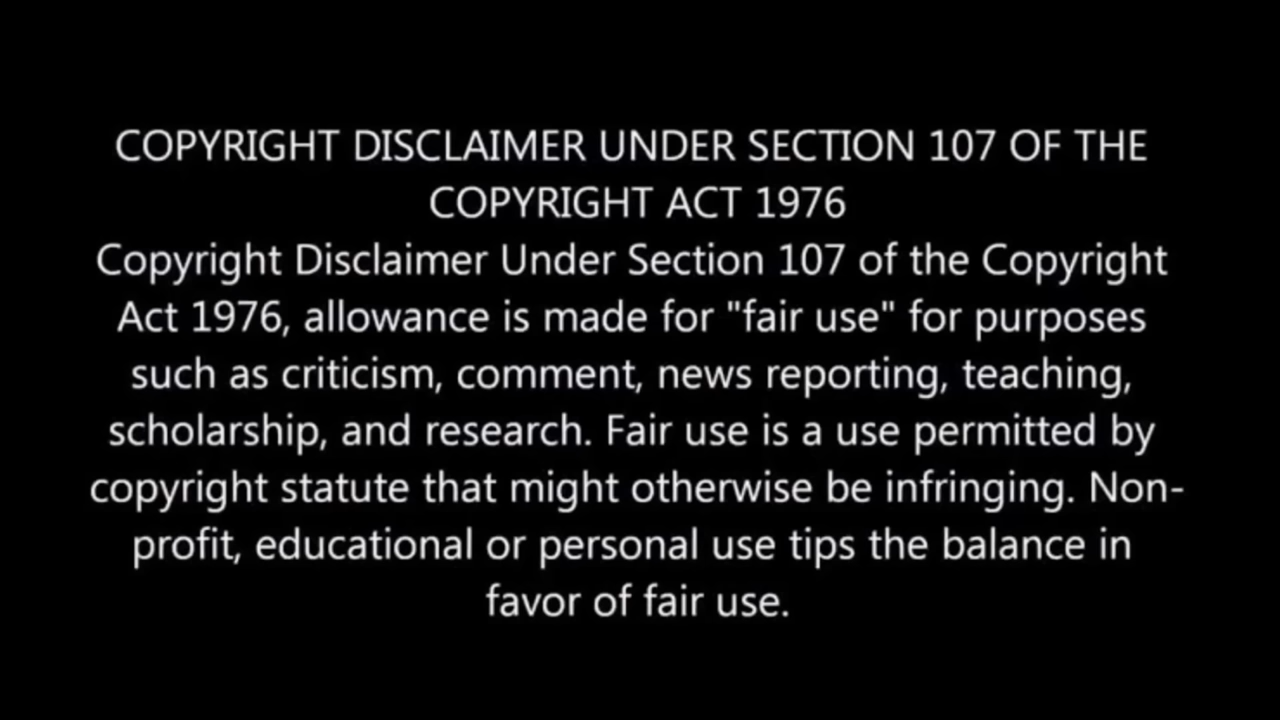 COPYRIGHT DISCLAIMER UNDER SECTION 107 OF THE
COPYRIGHT ACT 1976
Copyright Disclaimer Under Section 107 of the Copyright
Act 1976, allowance is made for "fair use" for purposes
such as criticism, comment, news reporting, teaching,
scholarship, and research. Fair use is a use permitted by
copyright statute that might otherwise be infringing. Non-
profit, educational or personal use tips the balance in
favor of fair use.